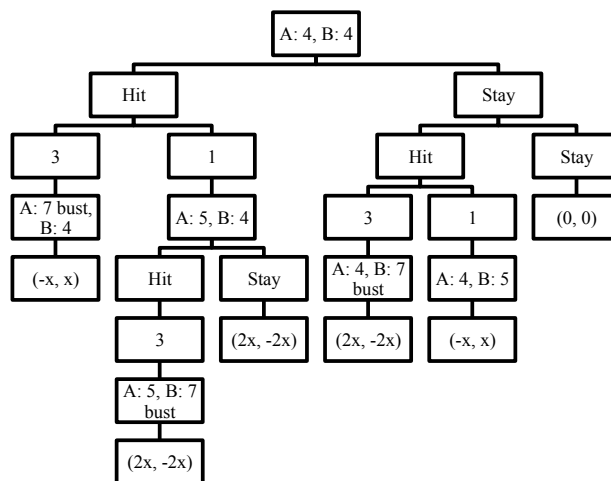 A: 4, B: 4
Hit
Stay
3
1
Hit
Stay
A: 7 bust,
B: 4
A: 5, B: 4
3
1
(0, 0)
(-x, x)
Hit
Stay
A: 4, B: 7
bust
A: 4, B: 5
3
(2x, -2x)
(2x, -2x)
(-x, x)
A: 5, B: 7
bust
(2x, -2x)